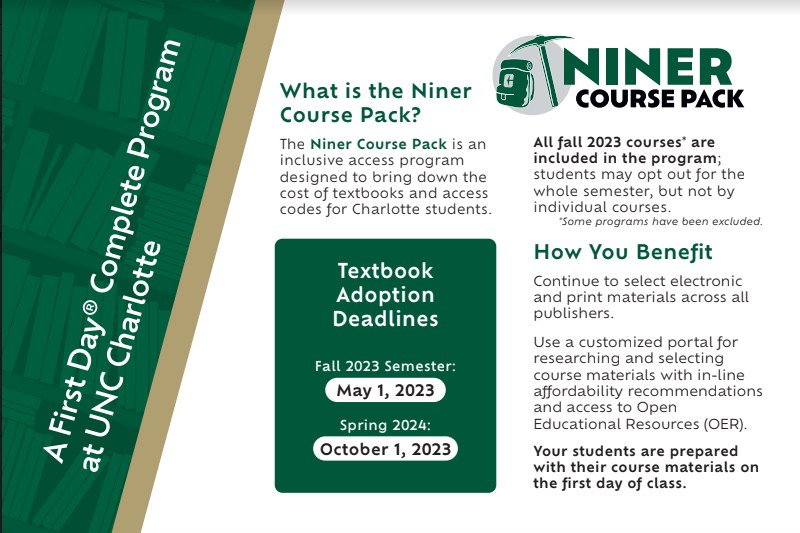 A First Day® Complete Program
at UNC Charlotte
What is the Niner
Course Pack?
The Niner Course Pack is an
inclusive access program
designed to bring down the
cost of textbooks and access
codes for Charlotte students.
Textbook
Adoption
Deadlines
Fall 2023 Semester:
May 1, 2023
Spring 2024:
October 1, 2023
NINER
COURSE PACK
All fall 2023 courses* are
included in the program;
students may opt out for the
whole semester, but not by
individual courses.
*Some programs have been excluded.
How You Benefit
Continue to select electronic
and print materials across all
publishers.
Use a customized portal for
researching and selecting
course materials with in-line
affordability recommendations
and access to Open
Educational Resources (OER).
Your students are prepared
with their course materials on
the first day of class.